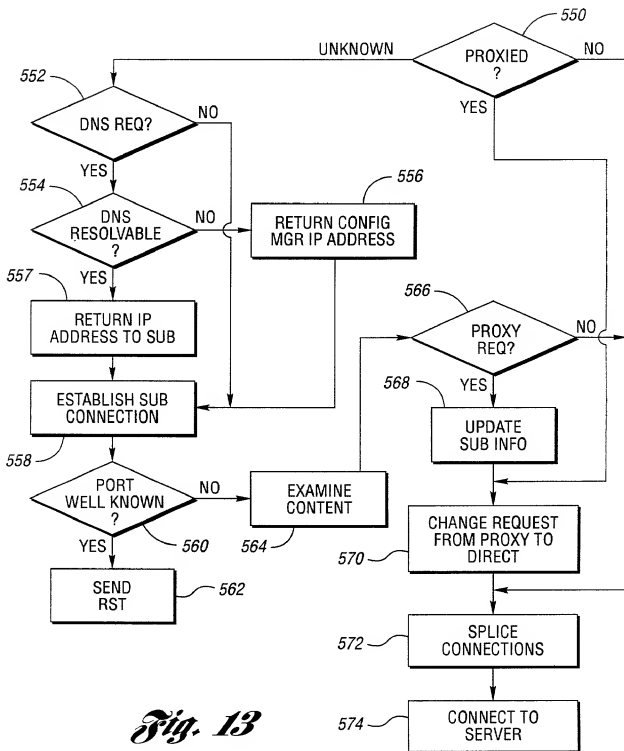 550
UNKNOWN
PROXIED
?
NO
YES
552
DNS REQ?
NO
YES
554
DNS
RESOLVABLE
?
NO
YES
556
RETURN CONFIG
MGR IP ADDRESS
557
RETURN IP
ADDRESS TO SUB
566
PROXY
REQ?
NO
YES
568
UPDATE
SUB INFO
ESTABLISH SUB
CONNECTION
558
PORT
WELL KNOWN
?
NO
560
YES
EXAMINE
CONTENT
564
CHANGE REQUEST
FROM PROXY TO
DIRECT
570
SEND
RST
562
SPLICE
CONNECTIONS
572
CONNECT TO
SERVER
574
Fig. 13